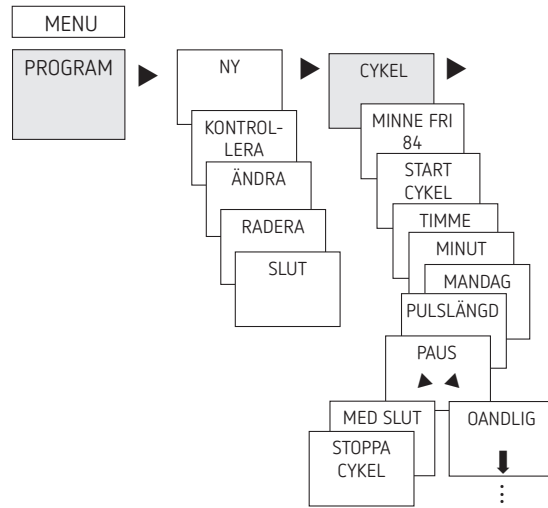 MENU
PROGRAM
NY
KONTROL-
LERA
ÄNDRA
RADERA
SLUT
CYKEL
MINNE FRI
84
START
CYKEL
TIMME
MINUT
MANDAG
PULSLÄNGD
PAUS
MED SLUT
STOPPA
CYKEL
OANDLIG